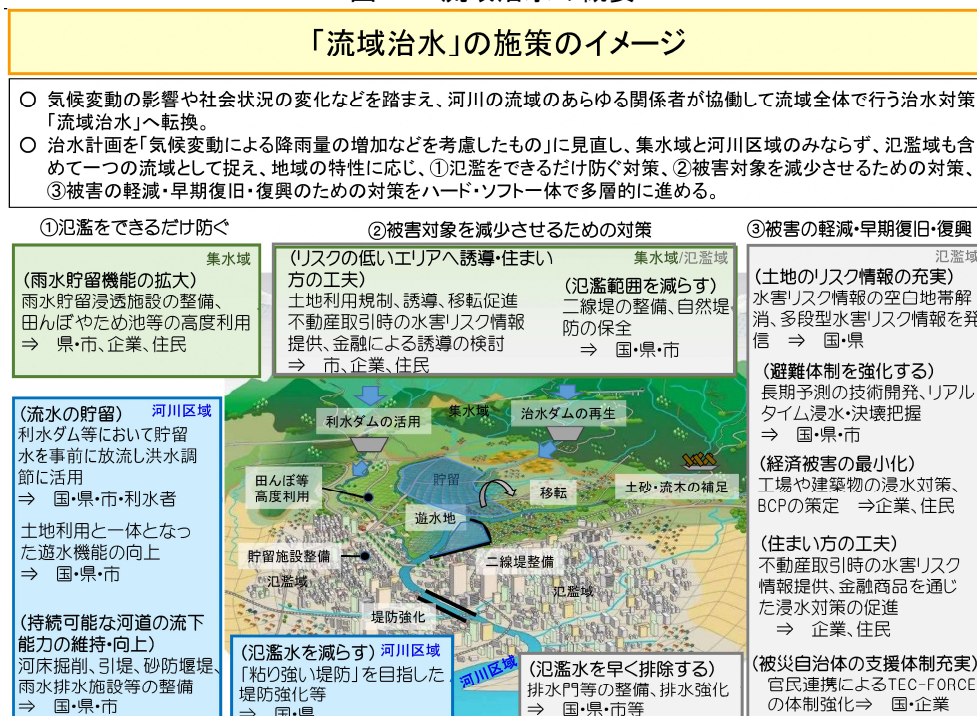 「流域治水」の施策のイメージ
○ 気候変動の影響や社会状況の変化などを踏まえ、河川の流域のあらゆる関係者が協働して流域全体で行う治水対策
「流域治水」へ転換。
○ 治水計画を「気候変動による降雨量の増加などを考慮したもの」に見直し、集水域と河川区域のみならず、氾濫域も含
めて一つの流域として捉え、地域の特性に応じ、①氾濫をできるだけ防ぐ対策、②被害対象を減少させるための対策、
③被害の軽減・早期復旧・復興のための対策をハード・ソフト一体で多層的に進める。
①氾濫をできるだけ防ぐ
集水域
(雨水貯留機能の拡大)
雨水貯留浸透施設の整備、
田んぼやため池等の高度利用
⇒ 県・市、企業、住民
(流水の貯留) 河川区域
利水ダム等において貯留
水を事前に放流し洪水調
節に活用
⇒ 国・県・市・利水者
土地利用と一体となっ
た遊水機能の向上
⇒ 国・県・市
(持続可能な河道の流下
能力の維持・向上)
河床掘削、引堤、砂防堰堤、
雨水排水施設等の整備
⇒ 国・県・市
②被害対象を減少させるための対策
(リスクの低いエリアへ誘導・住まい
方の工夫)
土地利用規制、誘導、移転促進
不動産取引時の水害リスク情報
提供、金融による誘導の検討
⇒ 市、企業、住民
集水域/氾濫域
(氾濫範囲を減らす)
二線堤の整備、自然堤
防の保全
⇒ 国・県・市
利水ダムの活用
集水域
治水ダムの再生
田んぼ等
高度利用
貯留
移転
土砂・流木の補足
遊水地
貯留施設整備
二線堤整備
氾濫域
氾濫域
堤防強化
河川区域
(氾濫水を減らす) 河川区域
「粘り強い堤防」を目指した
堤防強化等
⇒ 国・県
(氾濫水を早く排除する)
排水門等の整備、排水強化
⇒ 国・県・市等
③被害の軽減・早期復旧・復興
氾濫域
(土地のリスク情報の充実)
水害リスク情報の空白地帯解
消、多段型水害リスク情報を発
信 ⇒ 国・県
(避難体制を強化する)
長期予測の技術開発、リアル
タイム浸水・決壊把握
⇒ 国・県・市
(経済被害の最小化)
工場や建築物の浸水対策、
BCPの策定 ⇒企業、住民
(住まい方の工夫)
不動産取引時の水害リスク
情報提供、金融商品を通じ
た浸水対策の促進
⇒ 企業、住民
(被災自治体の支援体制充実)
官民連携によるTEC-FORCE
の体制強化⇒ 国・企業